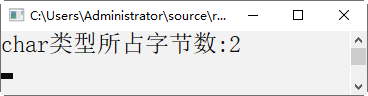 C:\Users\Administrator\source\r...
char类型所占字节数:2